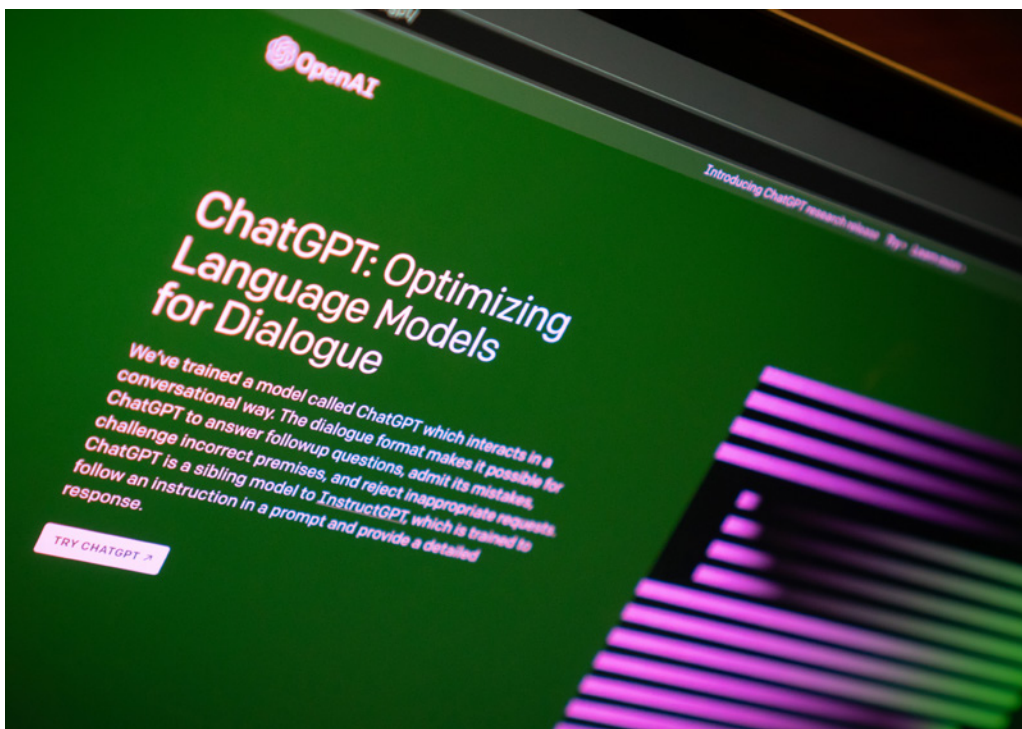 OpenAI
Introducing ChatGPT research release Try Learn more
ChatGPT: Optimizing
Language Models
for Dialogue
We've trained a model called ChatGPT which interacts in a
conversational way. The dialogue format makes it possible for
ChatGPT to answer followup questions, admit its mistakes,
challenge incorrect premises, and reject inappropriate requests.
ChatGPT is a sibling model to InstructGPT, which is trained to
follow an instruction in a prompt and provide a detailed
response.
TRY CHATGPT ↗